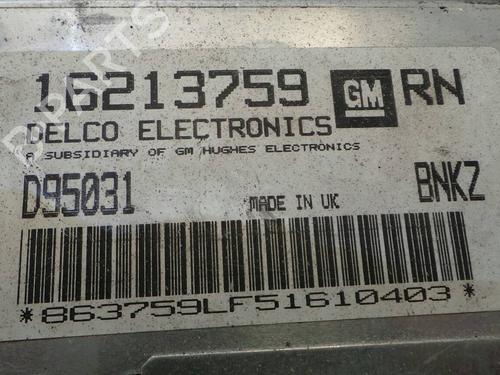 16213759 GM RN
DELCO ELECTRONICS
A SUBSIDIARY OF GM HUGHES ELECTRONICS
D95031 MADE IN UK BNKZ
*863759LF51610403*